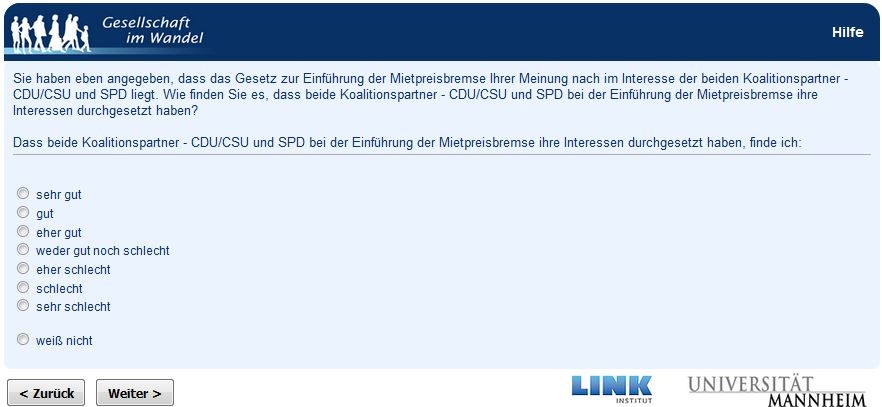 Gesellschaft
im Wandel
Hilfe
Sie haben eben angegeben, dass das Gesetz zur Einführung der Mietpreisbremse Ihrer Meinung nach im Interesse der beiden Koalitionspartner -
CDU/CSU und SPD liegt. Wie finden Sie es, dass beide Koalitionspartner - CDU/CSU und SPD bei der Einführung der Mietpreisbremse ihre
Interessen durchgesetzt haben?
Dass beide Koalitionspartner - CDU/CSU und SPD bei der Einführung der Mietpreisbremse ihre Interessen durchgesetzt haben, finde ich:
sehr gut
gut
eher gut
weder gut noch schlecht
eher schlecht
schlecht
sehr schlecht
weiß nicht
< Zurück
Weiter >
LINK
INSTITUT
UNIVERSITÄT
MANNHEIM